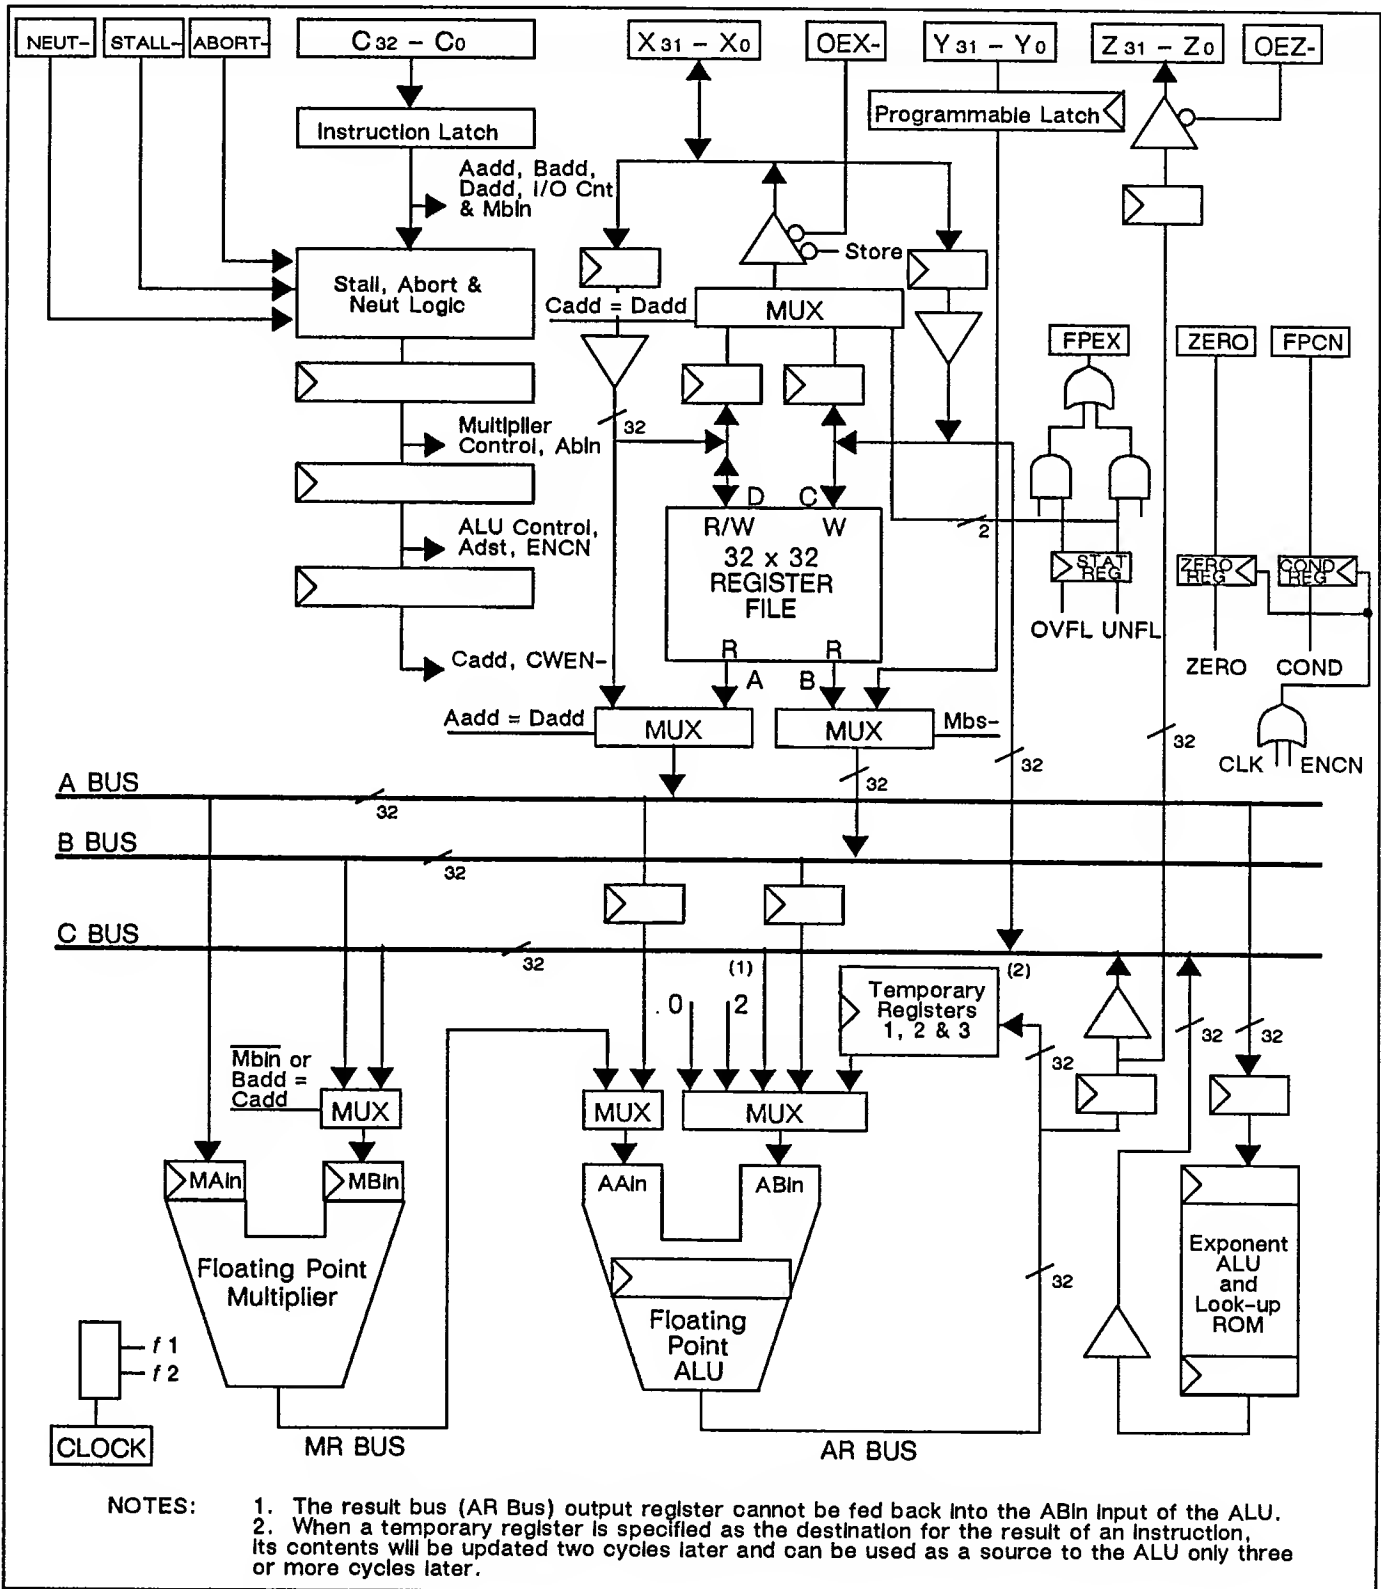 NEUT-
STALL-
ABORT-
C32 - C0
X31 - X0
OEX-
Y31 - Y0
Z31 - Z0
OEZ-
Programmable Latch
Instruction Latch
Aadd, Badd,
Dadd, I/O Cnt
& MbIn
Stall, Abort &
Neut Logic
Store
Cadd = Dadd
MUX
FPEX
ZERO
FPCN
32
Multiplier
Control, AbIn
D
C
R/W
W
2
32 x 32
REGISTER
FILE
ALU Control,
Adst, ENCN
STAT
REG
ZERO
REG
COND
REG
OVFL UNFL
R
R
Cadd, CWEN-
A
B
ZERO
COND
Aadd = Dadd
MUX
MUX
Mbs-
32
32
32
CLK
ENCN
A BUS
32
B BUS
32
C BUS
32
(1)
(2)
0
2
Temporary
Registers
1, 2 & 3
32
32
32
MbIn or
Badd =
Cadd
MUX
MUX
MUX
MAIn
MBIn
AAIn
ABIn
Floating Point
Multiplier
Exponent
ALU
and
Look-up
ROM
32
Floating
Point
ALU
f1
f2
CLOCK
MR BUS
AR BUS
NOTES:
1. The result bus (AR Bus) output register cannot be fed back into the ABin input of the ALU.
2. When a temporary register is specified as the destination for the result of an instruction,
its contents will be updated two cycles later and can be used as a source to the ALU only three
or more cycles later.